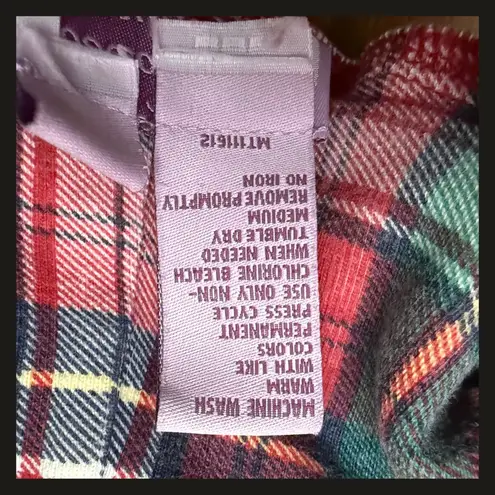 MACHINE WASH
WARM
WITH LIKE
COLORS
PERMANENT
PRESS CYCLE
USE ONLY NON-
CHLORINE BLEACH
WHEN NEEDED
TUMBLE DRY
MEDIUM
REMOVE PROMPTLY
NO IRON
MT111612